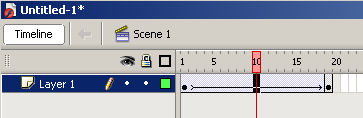 Untitled-1*
Timeline Scene 1
1 5 10 15 20
Layer 1